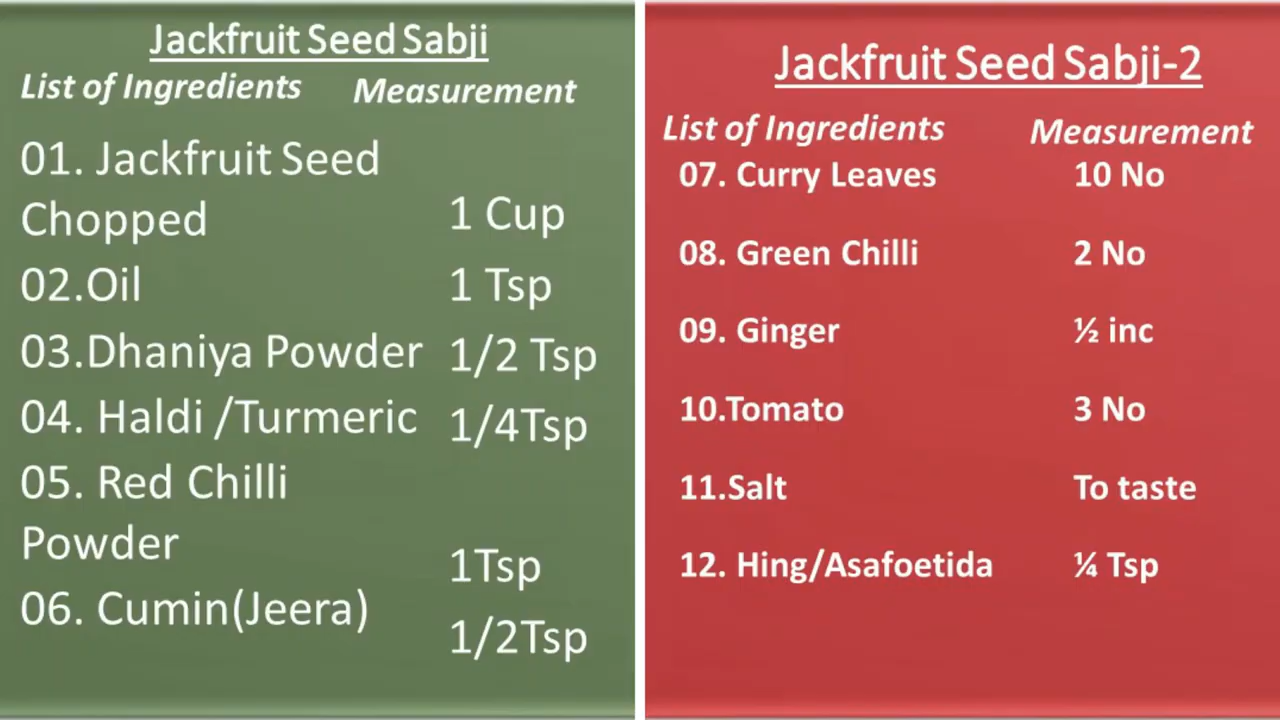 Jackfruit Seed Sabji
List of Ingredients Measurement
01. Jackfruit Seed
Chopped 1 Cup
02.Oil 1 Tsp
03.Dhaniya Powder 1/2 Tsp
04. Haldi /Turmeric 1/4Tsp
05. Red Chilli
Powder 1Tsp
06. Cumin(Jeera) 1/2Tsp
Jackfruit Seed Sabji-2
List of Ingredients Measurement
07. Curry Leaves 10 No
08. Green Chilli 2 No
09. Ginger ½ inc
10.Tomato 3 No
11.Salt To taste
12. Hing/Asafoetida ¼ Tsp